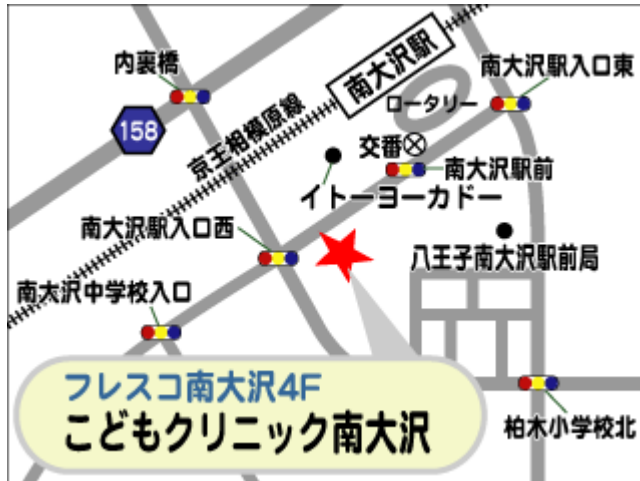 内裏橋
南大沢駅
南大沢駅入口東
158
京王相模原線
ロータリー
交番
南大沢駅前
イトーヨーカドー
南大沢駅入口西
八王子南大沢駅前局
南大沢中学校入口
フレスコ南大沢4F
こどもクリニック南大沢
柏木小学校北